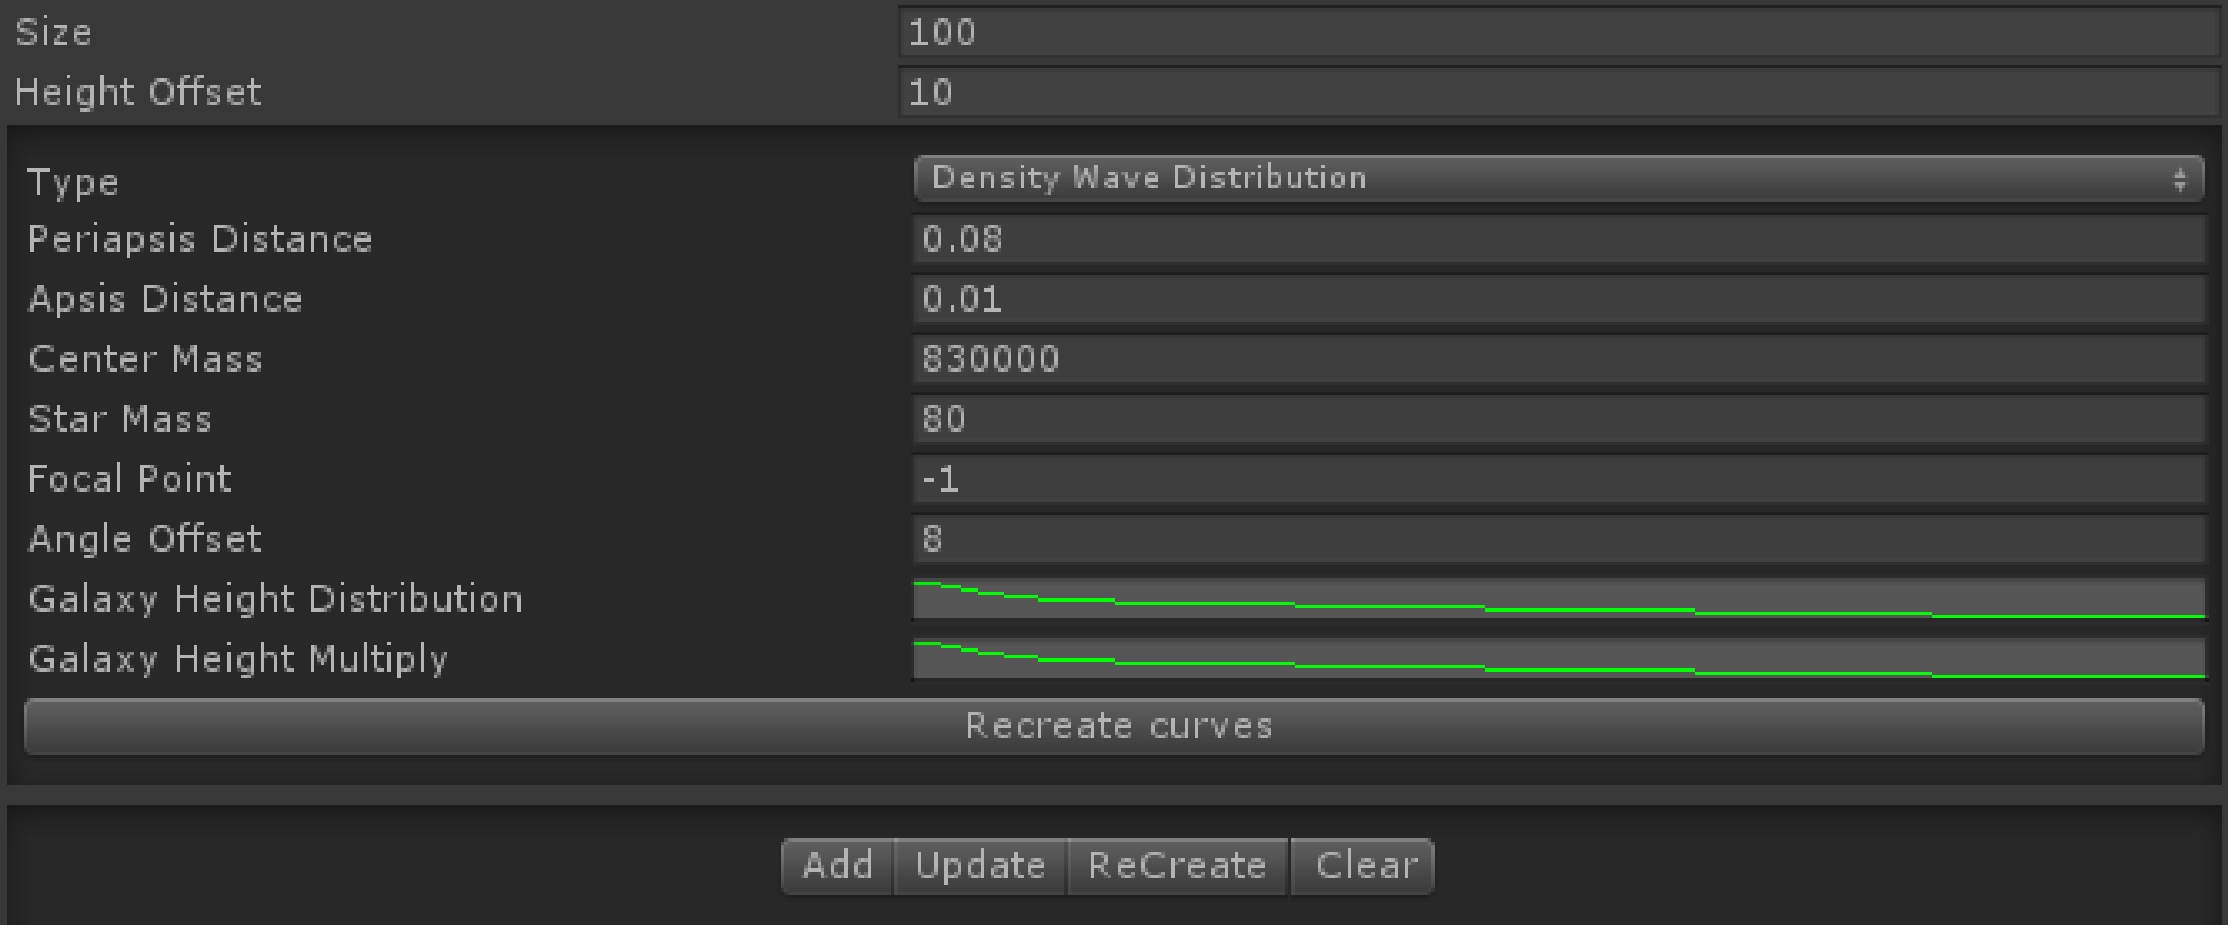 Size 100
Height Offset 10
Type Density Wave Distribution
Periapsis Distance 0.08
Apsis Distance 0.01
Center Mass 830000
Star Mass 80
Focal Point -1
Angle Offset 8
Galaxy Height Distribution
Galaxy Height Multiply
Recreate curves
Add Update ReCreate Clear